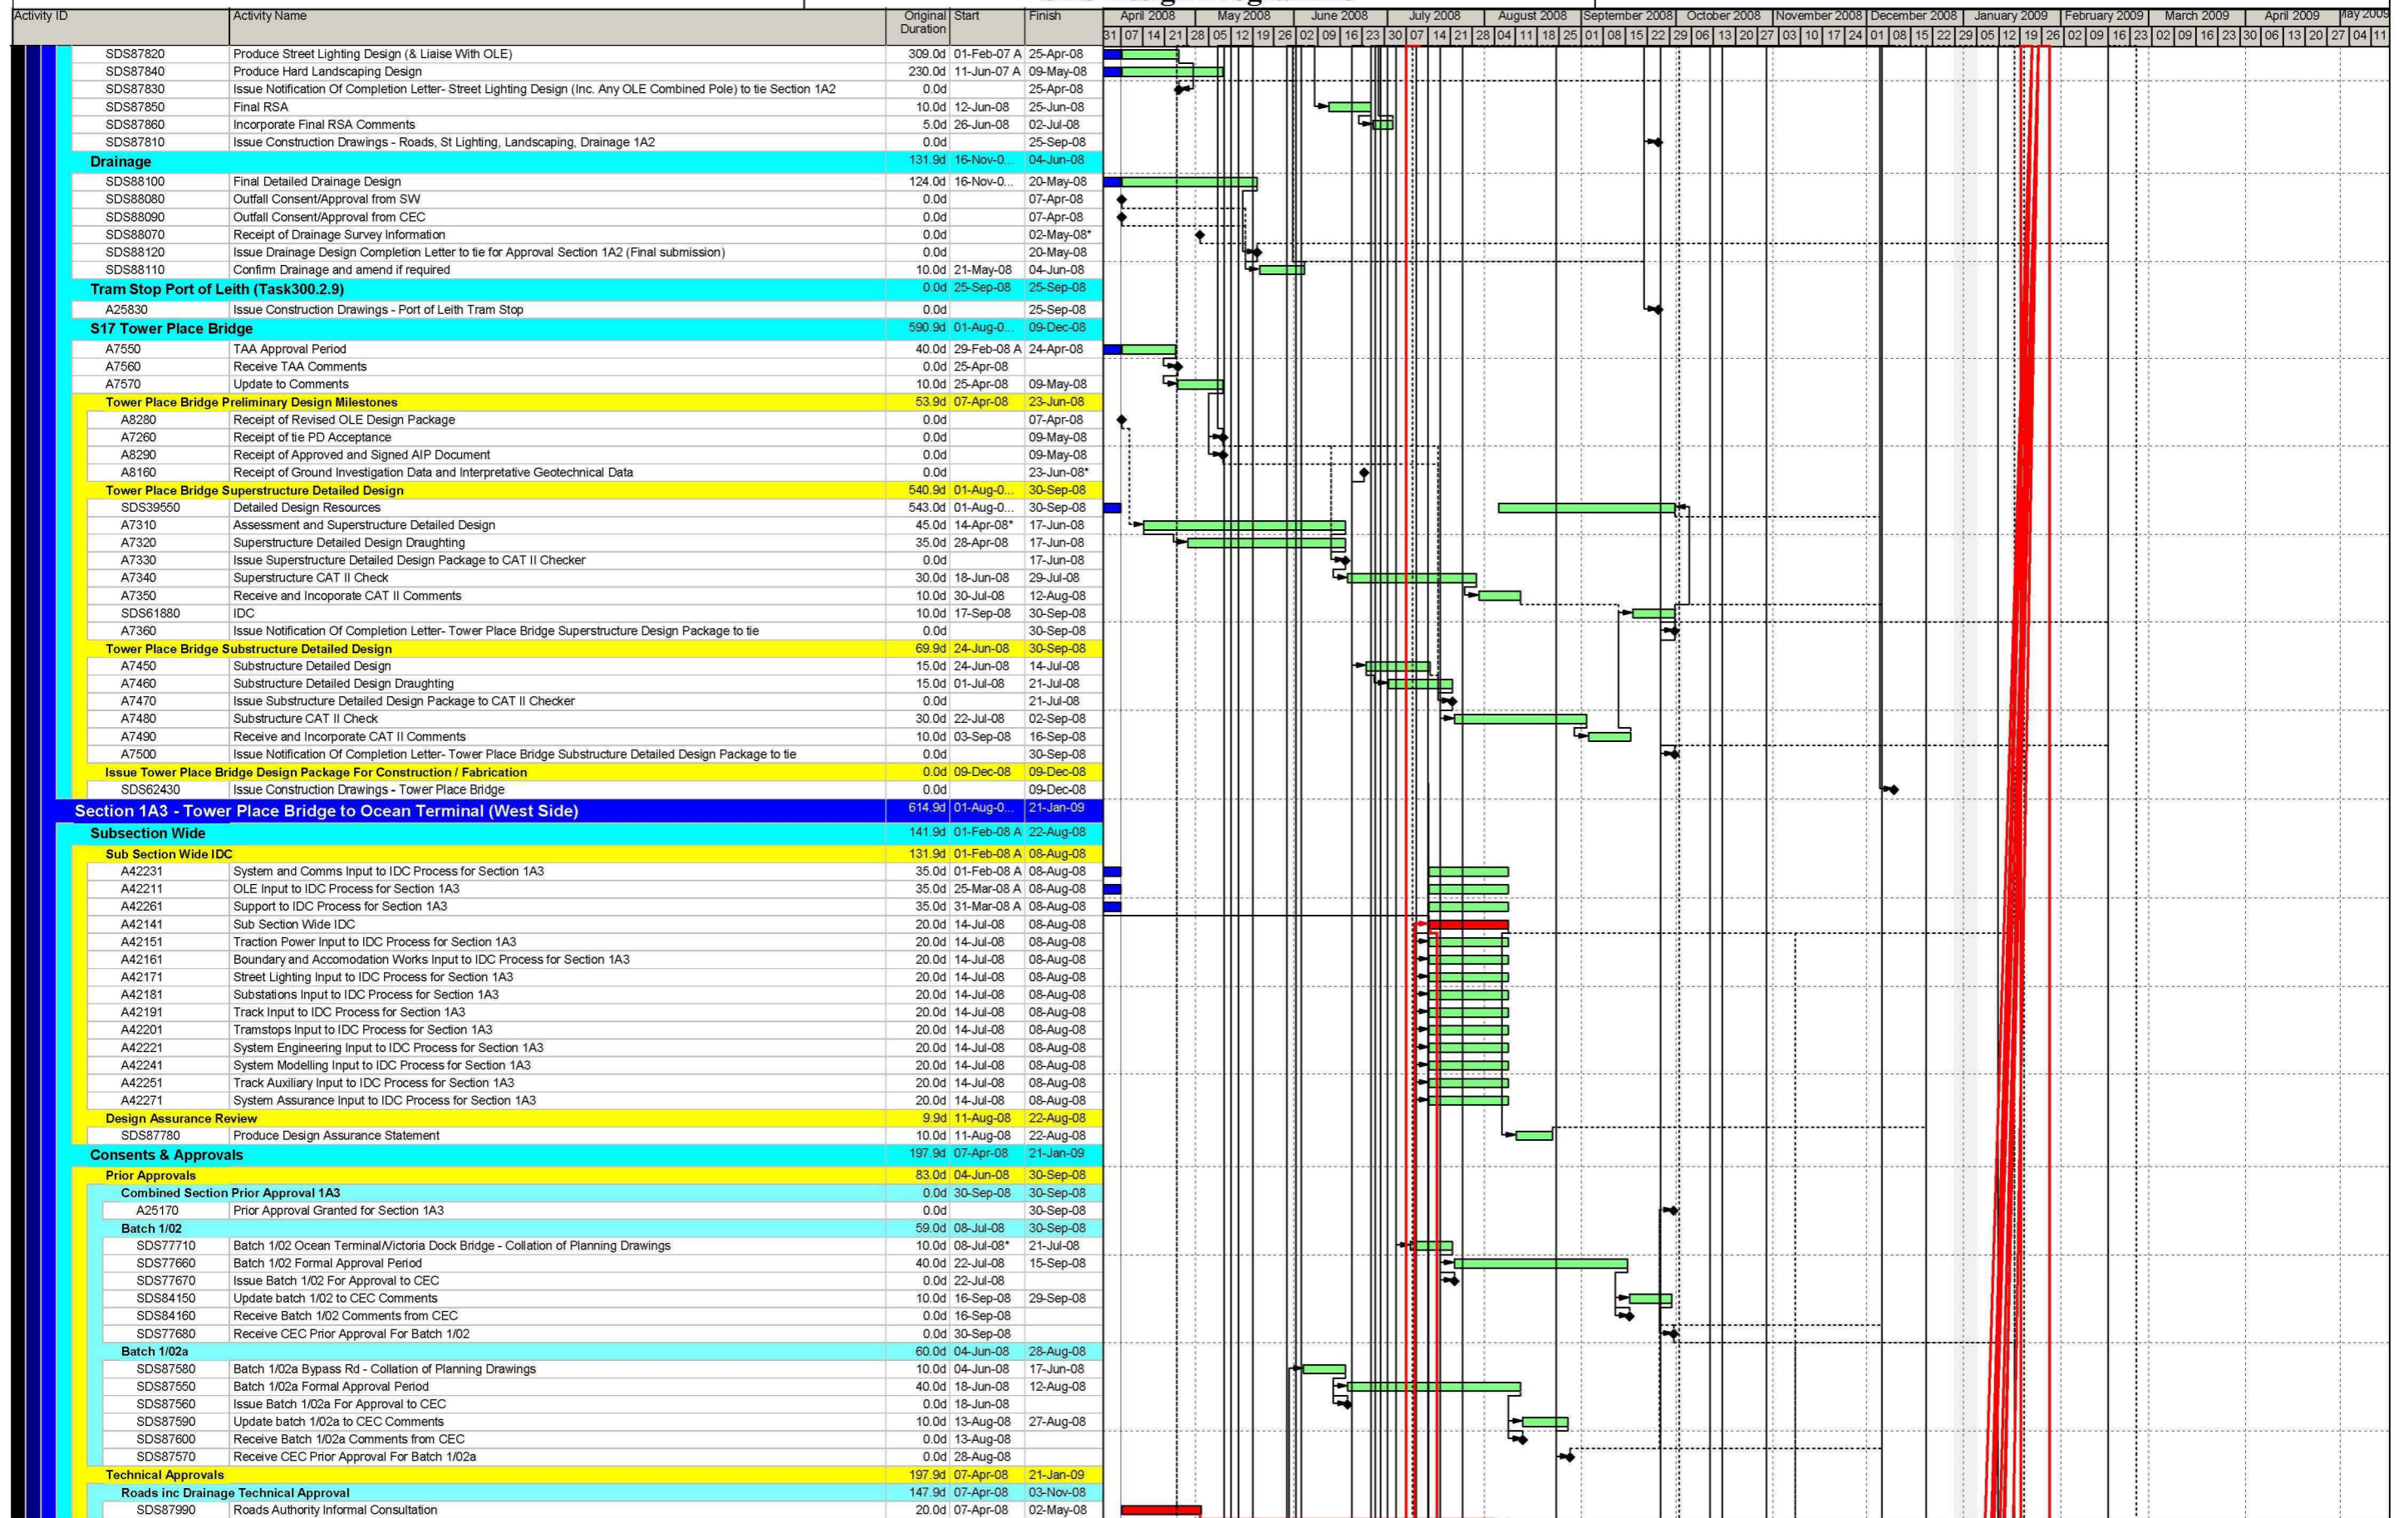 Activity ID Activity Name Original Duration Start Finish April 2008 May 2008 June 2008 July 2008 August 2008 September 2008 October 2008 November 2008 December 2008 January 2009 February 2009 March 2009 April 2009 May 2009
31 07 14 21 28 05 12 19 26 02 09 16 23 30 07 14 21 28 04 11 18 25 01 08 15 22 29 06 13 20 27 03 10 17 24 01 08 15 22 29 05 12 19 26 02 09 16 23 02 09 16 23 30 06 13 20 27 04 11
SDS87820 Produce Street Lighting Design (& Liaise With OLE) 309.0d 01-Feb-07 A 25-Apr-08
SDS87840 Produce Hard Landscaping Design 230.0d 11-Jun-07 A 09-May-08
SDS87830 Issue Notification Of Completion Letter- Street Lighting Design (Inc. Any OLE Combined Pole) to tie Section 1A2 0.0d 25-Apr-08
SDS87850 Final RSA 10.0d 12-Jun-08 25-Jun-08
SDS87860 Incorporate Final RSA Comments 5.0d 26-Jun-08 02-Jul-08
SDS87810 Issue Construction Drawings - Roads, St Lighting, Landscaping, Drainage 1A2 0.0d 25-Sep-08
Drainage 131.9d 16-Nov-0... 04-Jun-08
SDS88100 Final Detailed Drainage Design 124.0d 16-Nov-0... 20-May-08
SDS88080 Outfall Consent/Approval from SW 0.0d 07-Apr-08
SDS88090 Outfall Consent/Approval from CEC 0.0d 07-Apr-08
SDS88070 Receipt of Drainage Survey Information 0.0d 02-May-08*
SDS88120 Issue Drainage Design Completion Letter to tie for Approval Section 1A2 (Final submission) 0.0d 20-May-08
SDS88110 Confirm Drainage and amend if required 10.0d 21-May-08 04-Jun-08
Tram Stop Port of Leith (Task300.2.9) 0.0d 25-Sep-08 25-Sep-08
A25830 Issue Construction Drawings - Port of Leith Tram Stop 0.0d 25-Sep-08
S17 Tower Place Bridge 590.9d 01-Aug-0... 09-Dec-08
A7550 TAA Approval Period 40.0d 29-Feb-08 A 24-Apr-08
A7560 Receive TAA Comments 0.0d 25-Apr-08
A7570 Update to Comments 10.0d 25-Apr-08 09-May-08
Tower Place Bridge Preliminary Design Milestones 53.9d 07-Apr-08 23-Jun-08
A8280 Receipt of Revised OLE Design Package 0.0d 07-Apr-08
A7260 Receipt of tie PD Acceptance 0.0d 09-May-08
A8290 Receipt of Approved and Signed AIP Document 0.0d 09-May-08
A8160 Receipt of Ground Investigation Data and Interpretative Geotechnical Data 0.0d 23-Jun-08*
Tower Place Bridge Superstructure Detailed Design 540.9d 01-Aug-0... 30-Sep-08
SDS39550 Detailed Design Resources 543.0d 01-Aug-0... 30-Sep-08
A7310 Assessment and Superstructure Detailed Design 45.0d 14-Apr-08* 17-Jun-08
A7320 Superstructure Detailed Design Draughting 35.0d 28-Apr-08 17-Jun-08
A7330 Issue Superstructure Detailed Design Package to CAT II Checker 0.0d 17-Jun-08
A7340 Superstructure CAT II Check 30.0d 18-Jun-08 29-Jul-08
A7350 Receive and Incoporate CAT II Comments 10.0d 30-Jul-08 12-Aug-08
SDS61880 IDC 10.0d 17-Sep-08 30-Sep-08
A7360 Issue Notification Of Completion Letter- Tower Place Bridge Superstructure Design Package to tie 0.0d 30-Sep-08
Tower Place Bridge Substructure Detailed Design 69.9d 24-Jun-08 30-Sep-08
A7450 Substructure Detailed Design 15.0d 24-Jun-08 14-Jul-08
A7460 Substructure Detailed Design Draughting 15.0d 01-Jul-08 21-Jul-08
A7470 Issue Substructure Detailed Design Package to CAT II Checker 0.0d 21-Jul-08
A7480 Substructure CAT II Check 30.0d 22-Jul-08 02-Sep-08
A7490 Receive and Incorporate CAT II Comments 10.0d 03-Sep-08 16-Sep-08
A7500 Issue Notification Of Completion Letter- Tower Place Bridge Substructure Detailed Design Package to tie 0.0d 30-Sep-08
Issue Tower Place Bridge Design Package For Construction / Fabrication 0.0d 09-Dec-08 09-Dec-08
SDS62430 Issue Construction Drawings - Tower Place Bridge 0.0d 09-Dec-08
Section 1A3 - Tower Place Bridge to Ocean Terminal (West Side) 614.9d 01-Aug-0... 21-Jan-09
Subsection Wide 141.9d 01-Feb-08 A 22-Aug-08
Sub Section Wide IDC 131.9d 01-Feb-08 A 08-Aug-08
A42231 System and Comms Input to IDC Process for Section 1A3 35.0d 01-Feb-08 A 08-Aug-08
A42211 OLE Input to IDC Process for Section 1A3 35.0d 25-Mar-08 A 08-Aug-08
A42261 Support to IDC Process for Section 1A3 35.0d 31-Mar-08 A 08-Aug-08
A42141 Sub Section Wide IDC 20.0d 14-Jul-08 08-Aug-08
A42151 Traction Power Input to IDC Process for Section 1A3 20.0d 14-Jul-08 08-Aug-08
A42161 Boundary and Accomodation Works Input to IDC Process for Section 1A3 20.0d 14-Jul-08 08-Aug-08
A42171 Street Lighting Input to IDC Process for Section 1A3 20.0d 14-Jul-08 08-Aug-08
A42181 Substations Input to IDC Process for Section 1A3 20.0d 14-Jul-08 08-Aug-08
A42191 Track Input to IDC Process for Section 1A3 20.0d 14-Jul-08 08-Aug-08
A42201 Tramstops Input to IDC Process for Section 1A3 20.0d 14-Jul-08 08-Aug-08
A42221 System Engineering Input to IDC Process for Section 1A3 20.0d 14-Jul-08 08-Aug-08
A42241 System Modelling Input to IDC Process for Section 1A3 20.0d 14-Jul-08 08-Aug-08
A42251 Track Auxiliary Input to IDC Process for Section 1A3 20.0d 14-Jul-08 08-Aug-08
A42271 System Assurance Input to IDC Process for Section 1A3 20.0d 14-Jul-08 08-Aug-08
Design Assurance Review 9.9d 11-Aug-08 22-Aug-08
SDS87780 Produce Design Assurance Statement 10.0d 11-Aug-08 22-Aug-08
Consents & Approvals 197.9d 07-Apr-08 21-Jan-09
Prior Approvals 83.0d 04-Jun-08 30-Sep-08
Combined Section Prior Approval 1A3 0.0d 30-Sep-08 30-Sep-08
A25170 Prior Approval Granted for Section 1A3 0.0d 30-Sep-08
Batch 1/02 59.0d 08-Jul-08 30-Sep-08
SDS77710 Batch 1/02 Ocean Terminal/Victoria Dock Bridge - Collation of Planning Drawings 10.0d 08-Jul-08* 21-Jul-08
SDS77660 Batch 1/02 Formal Approval Period 40.0d 22-Jul-08 15-Sep-08
SDS77670 Issue Batch 1/02 For Approval to CEC 0.0d 22-Jul-08
SDS84150 Update batch 1/02 to CEC Comments 10.0d 16-Sep-08 29-Sep-08
SDS84160 Receive Batch 1/02 Comments from CEC 0.0d 16-Sep-08
SDS77680 Receive CEC Prior Approval For Batch 1/02 0.0d 30-Sep-08
Batch 1/02a 60.0d 04-Jun-08 28-Aug-08
SDS87580 Batch 1/02a Bypass Rd - Collation of Planning Drawings 10.0d 04-Jun-08 17-Jun-08
SDS87550 Batch 1/02a Formal Approval Period 40.0d 18-Jun-08 12-Aug-08
SDS87560 Issue Batch 1/02a For Approval to CEC 0.0d 18-Jun-08
SDS87590 Update batch 1/02a to CEC Comments 10.0d 13-Aug-08 27-Aug-08
SDS87600 Receive Batch 1/02a Comments from CEC 0.0d 13-Aug-08
SDS87570 Receive CEC Prior Approval For Batch 1/02a 0.0d 28-Aug-08
Technical Approvals 197.9d 07-Apr-08 21-Jan-09
Roads inc Drainage Technical Approval 147.9d 07-Apr-08 03-Nov-08
SDS87990 Roads Authority Informal Consultation 20.0d 07-Apr-08 02-May-08